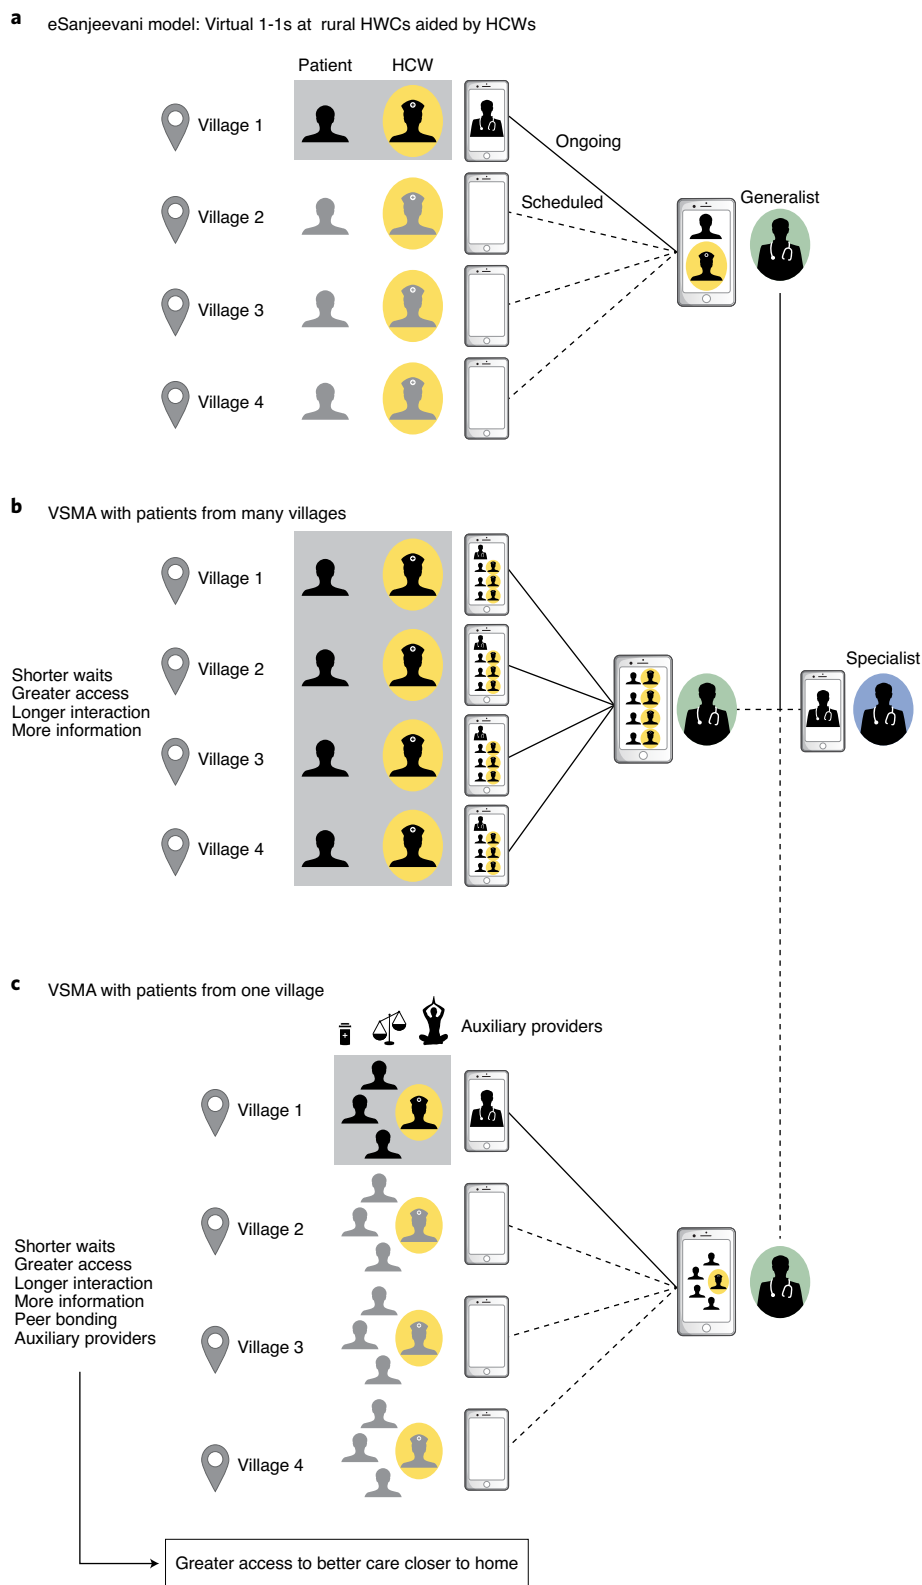 a eSanjeevani model: Virtual 1-1s at rural HWCs aided by HCWs
Patient HCW
Village 1
Ongoing
Village 2
Scheduled
Generalist
Village 3
Village 4
b VSMA with patients from many villages
Village 1
Village 2
Shorter waits
Greater access
Longer interaction
More information
Specialist
Village 3
Village 4
c VSMA with patients from one village
Auxiliary providers
Village 1
Village 2
Shorter waits
Greater access
Longer interaction
More information
Peer bonding
Auxiliary providers
Village 3
Village 4
Greater access to better care closer to home